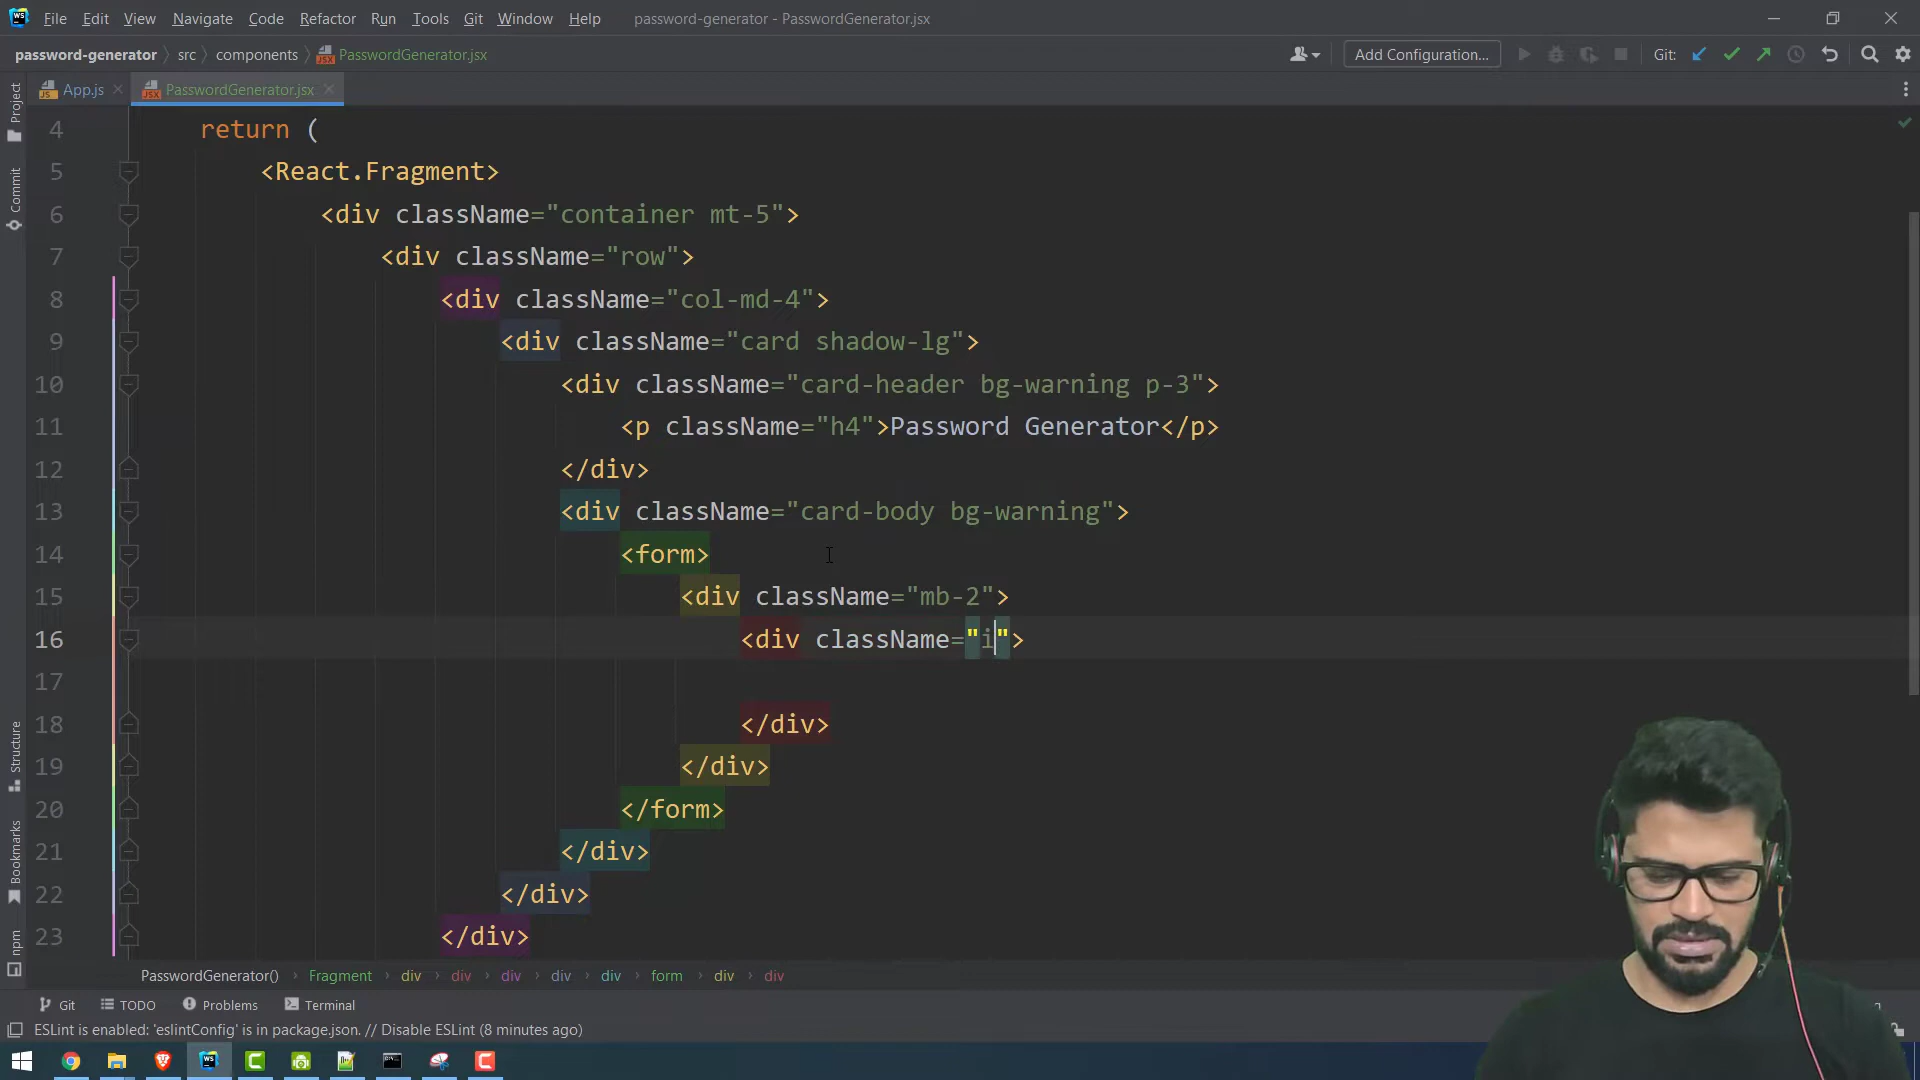 File Edit View Navigate Code Refactor Run Tools Git Window Help password-generator - PasswordGenerator.jsx
password-generator src components PasswordGenerator.jsx Add Configuration... Git:
App.js PasswordGenerator.jsx
Project
Commit
Structure
Bookmarks
npm
4 return (
5 <React.Fragment>
6 <div className="container mt-5">
7 <div className="row">
8 <div className="col-md-4">
9 <div className="card shadow-lg">
10 <div className="card-header bg-warning p-3">
11 <p className="h4">Password Generator</p>
12 </div>
13 <div className="card-body bg-warning">
14 <form>
15 <div className="mb-2">
16 <div className="i">
17
18 </div>
19 </div>
20 </form>
21 </div>
22 </div>
23 </div>
PasswordGenerator() Fragment div div div div div form div div
Git TODO Problems Terminal
ESLint is enabled: 'eslintConfig' is in package.json. // Disable ESLint (8 minutes ago)